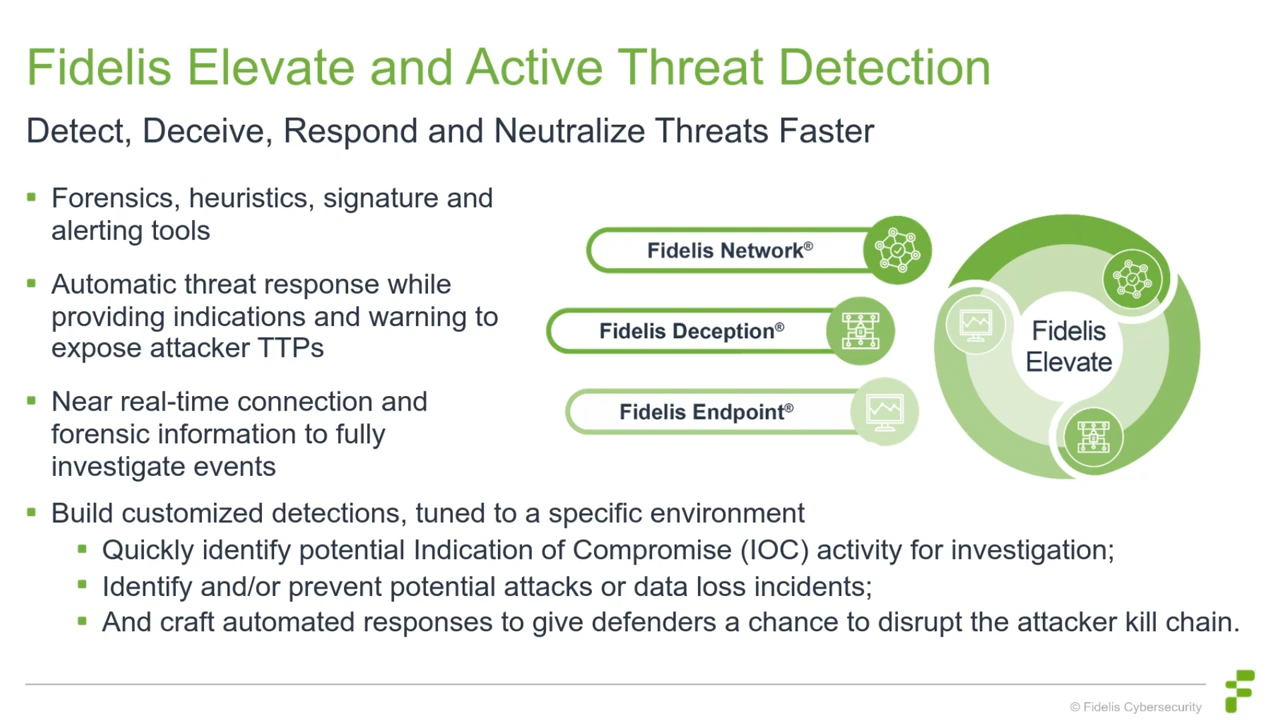 Fidelis Elevate and Active Threat Detection
Detect, Deceive, Respond and Neutralize Threats Faster
▪ Forensics, heuristics, signature and
alerting tools
▪ Automatic threat response while
providing indications and warning to
expose attacker TTPs
▪ Near real-time connection and
forensic information to fully
investigate events
▪ Build customized detections, tuned to a specific environment
▪ Quickly identify potential Indication of Compromise (IOC) activity for investigation;
▪ Identify and/or prevent potential attacks or data loss incidents;
▪ And craft automated responses to give defenders a chance to disrupt the attacker kill chain.
Fidelis Network®
Fidelis Deception®
Fidelis Endpoint®
Fidelis
Elevate
© Fidelis Cybersecurity